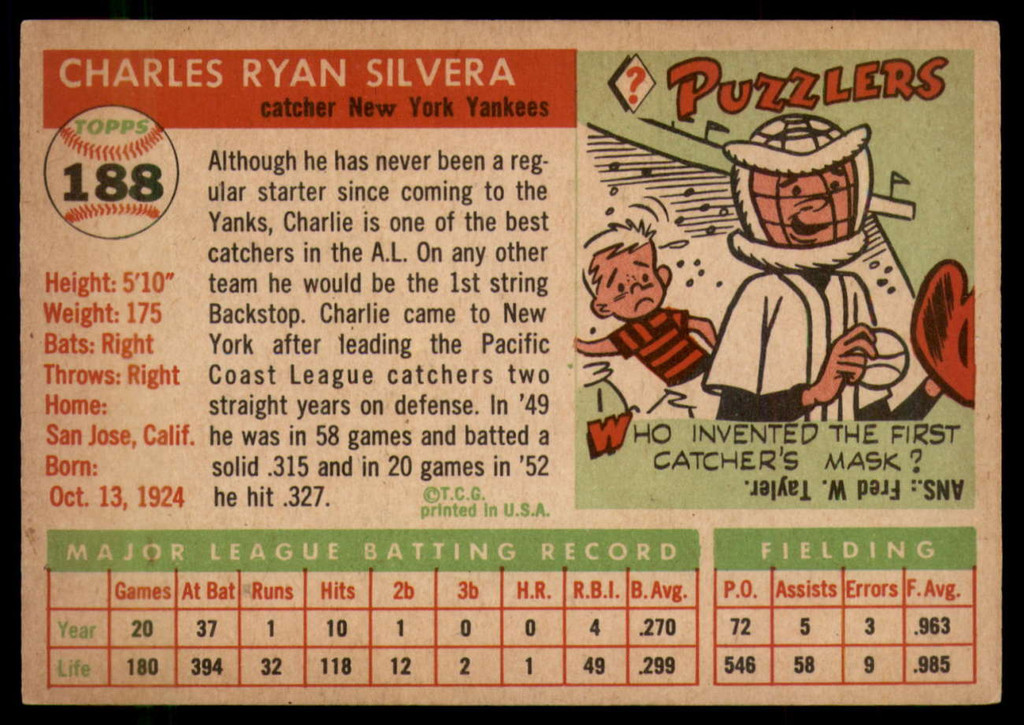 CHARLES RYAN SILVERA
catcher New York Yankees
TOPPS
188
Height: 5'10"
Weight: 175
Bats: Right
Throws: Right
Home:
San Jose, Calif.
Born:
Oct. 13, 1924
Although he has never been a reg-
ular starter since coming to the
Yanks, Charlie is one of the best
catchers in the A.L. On any other
team he would be the 1st string
Backstop. Charlie came to New
York after leading the Pacific
Coast League catchers two
straight years on defense. In '49
he was in 58 games and batted a
solid .315 and in 20 games in '52
he hit .327.
©T.C.G.
printed in U.S.A.
? PUZZLERS
WHO INVENTED THE FIRST
CATCHER'S MASK?
ANS.: Fred W. Tayler.
MAJOR LEAGUE BATTING RECORD
Games At Bat Runs Hits 2b 3b H.R. R.B.I. B. Avg.
Year 20 37 1 10 1 0 0 4 .270
Life 180 394 32 118 12 2 1 49 .299
FIELDING
P.O. Assists Errors F. Avg.
72 5 3 .963
546 58 9 .985